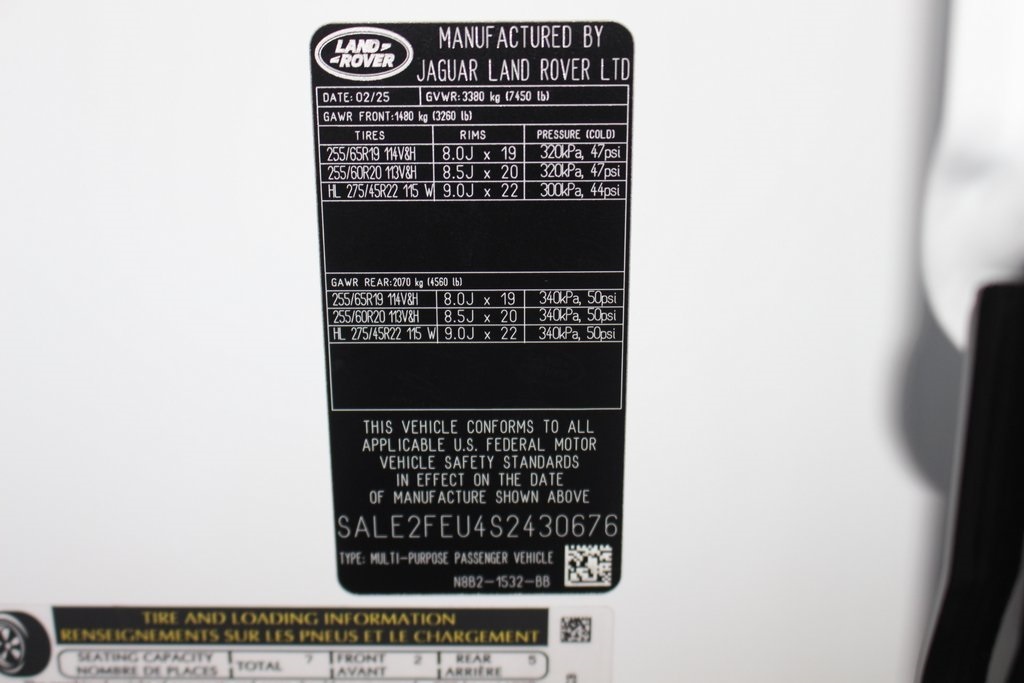 LAND ROVER
MANUFACTURED BY
JAGUAR LAND ROVER LTD
DATE: 02/25 GVWR: 3380 kg (7450 lb)
GAWR FRONT: 1480 kg (3260 lb)
TIRES RIMS PRESSURE (COLD)
255/65R19 114V&H 8.0J x 19 320kPa, 47psi
255/60R20 113V&H 8.5J x 20 320kPa, 47psi
HL 275/45R22 115 W 9.0J x 22 300kPa, 44psi
GAWR REAR: 2070 kg (4560 lb)
255/65R19 114V&H 8.0J x 19 340kPa, 50psi
255/60R20 113V&H 8.5J x 20 340kPa, 50psi
HL 275/45R22 115 W 9.0J x 22 340kPa, 50psi
THIS VEHICLE CONFORMS TO ALL
APPLICABLE U.S. FEDERAL MOTOR
VEHICLE SAFETY STANDARDS
IN EFFECT ON THE DATE
OF MANUFACTURE SHOWN ABOVE
SALE2FEU4S2430676
TYPE: MULTI-PURPOSE PASSENGER VEHICLE
N8B2-1532-BB
TIRE AND LOADING INFORMATION
RENSEIGNEMENTS SUR LES PNEUS ET LE CHARGEMENT
SEATING CAPACITY TOTAL 7 FRONT 2 REAR 5
NOMBRE DE PLACES AVANT ARRIÈRE